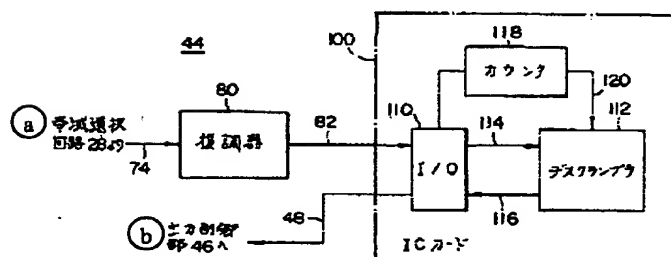 44
100
118
カウンタ
120
80
110
112
ⓐ 帯域選択
回路28より
74
復調器
82
I/O
114
デスクランブラ
116
48
ⓑ 出力制御
部46へ
ICカード